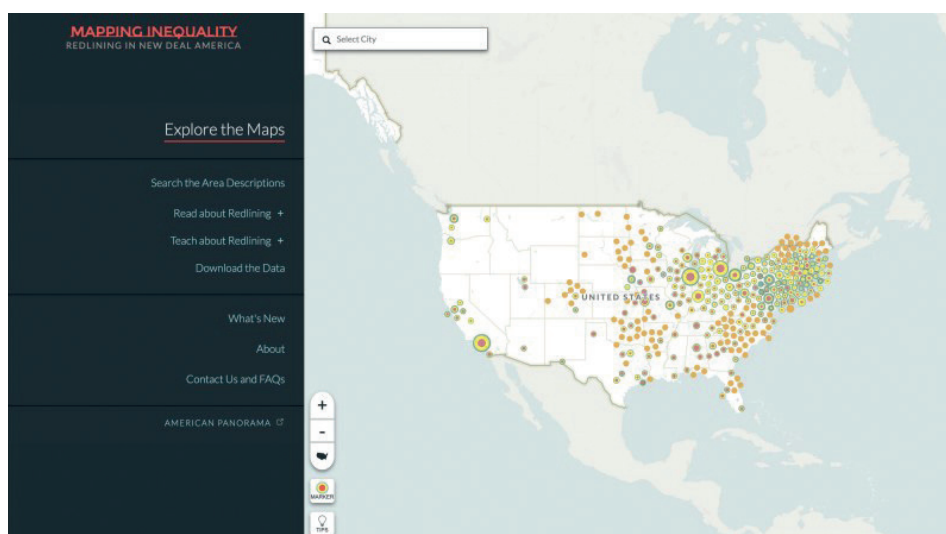 MAPPING INEQUALITY
REDLINING IN NEW DEAL AMERICA
Select City
Explore the Maps
Search the Area Descriptions
Read about Redlining +
Teach about Redlining +
Download the Data
UNITED STATES
What's New
About
Contact Us and FAQs
AMERICAN PANORAMA
+
-
MARKER
TIPS